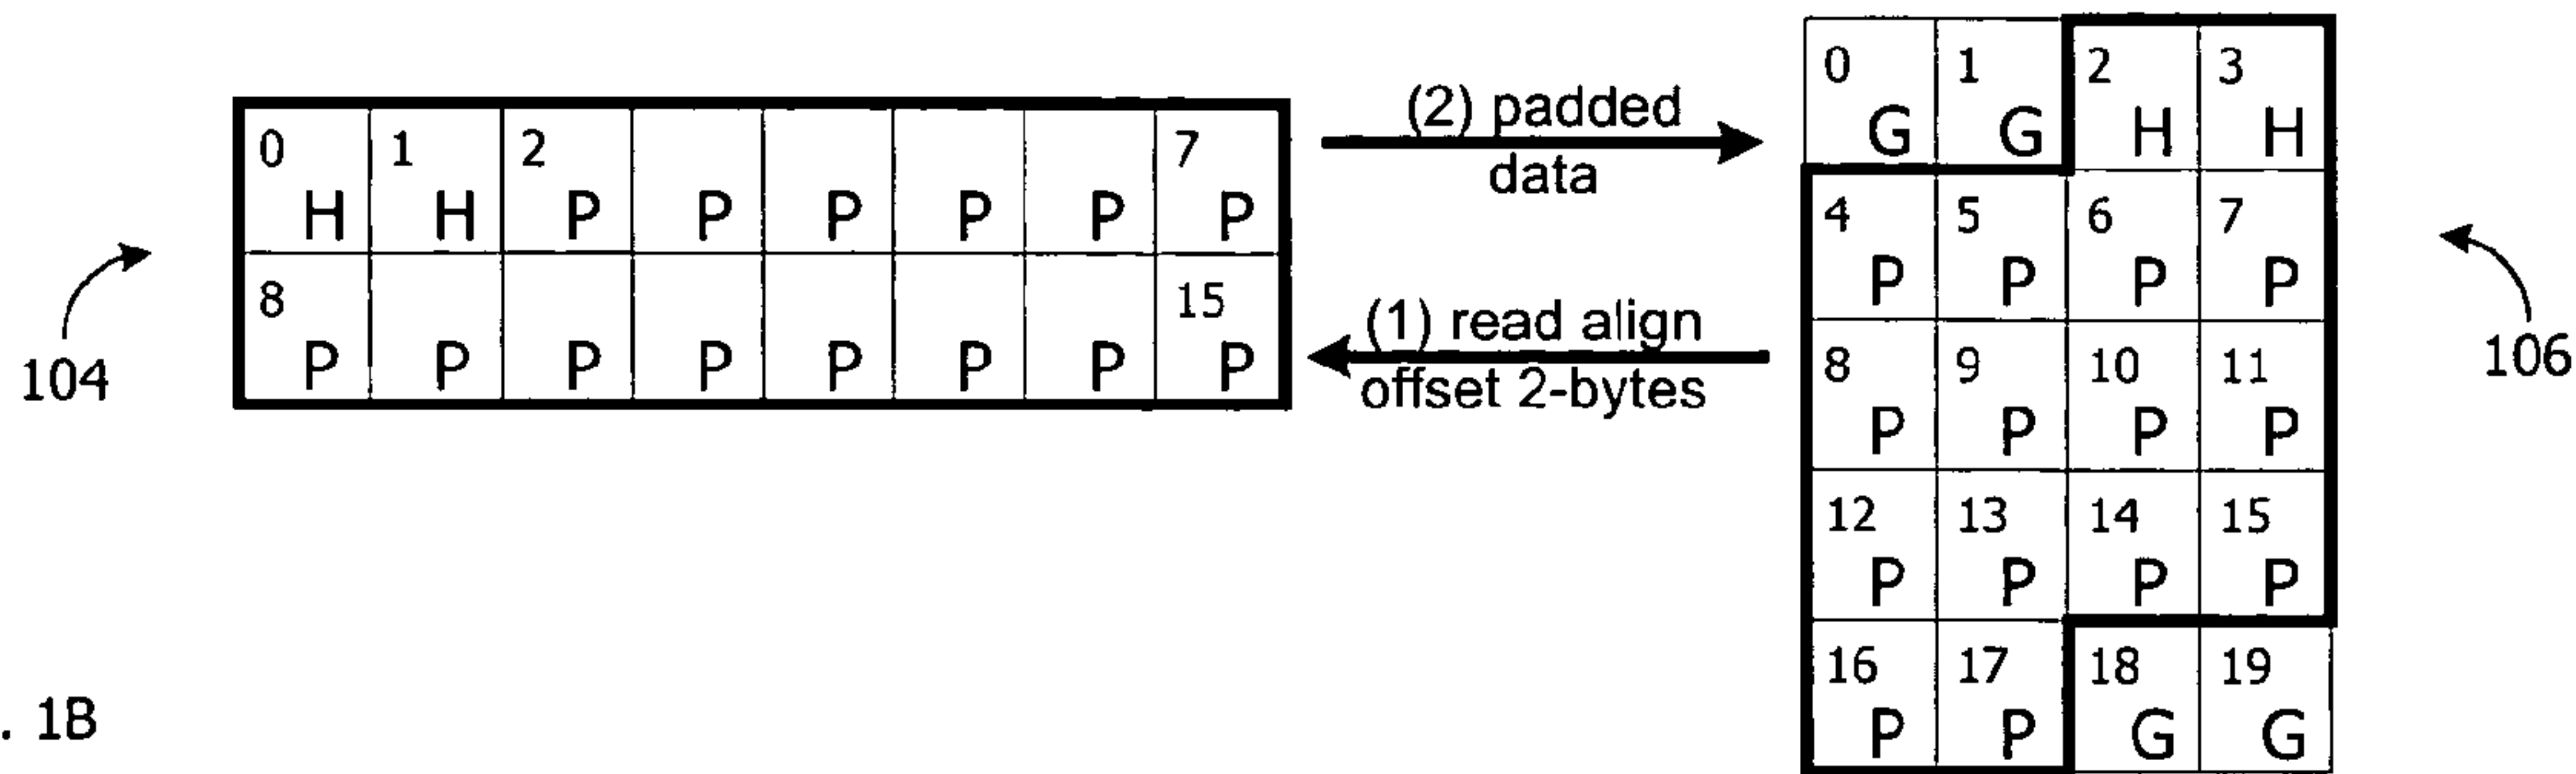 0 1 2 7
H H P P P P P P
8 15
P P P P P P P P
104
(2) padded
data
(1) read align
offset 2-bytes
0 1 2 3
G G H H
4 5 6 7
P P P P
8 9 10 11
P P P P
12 13 14 15
P P P P
16 17 18 19
P P G G
106
. 1B